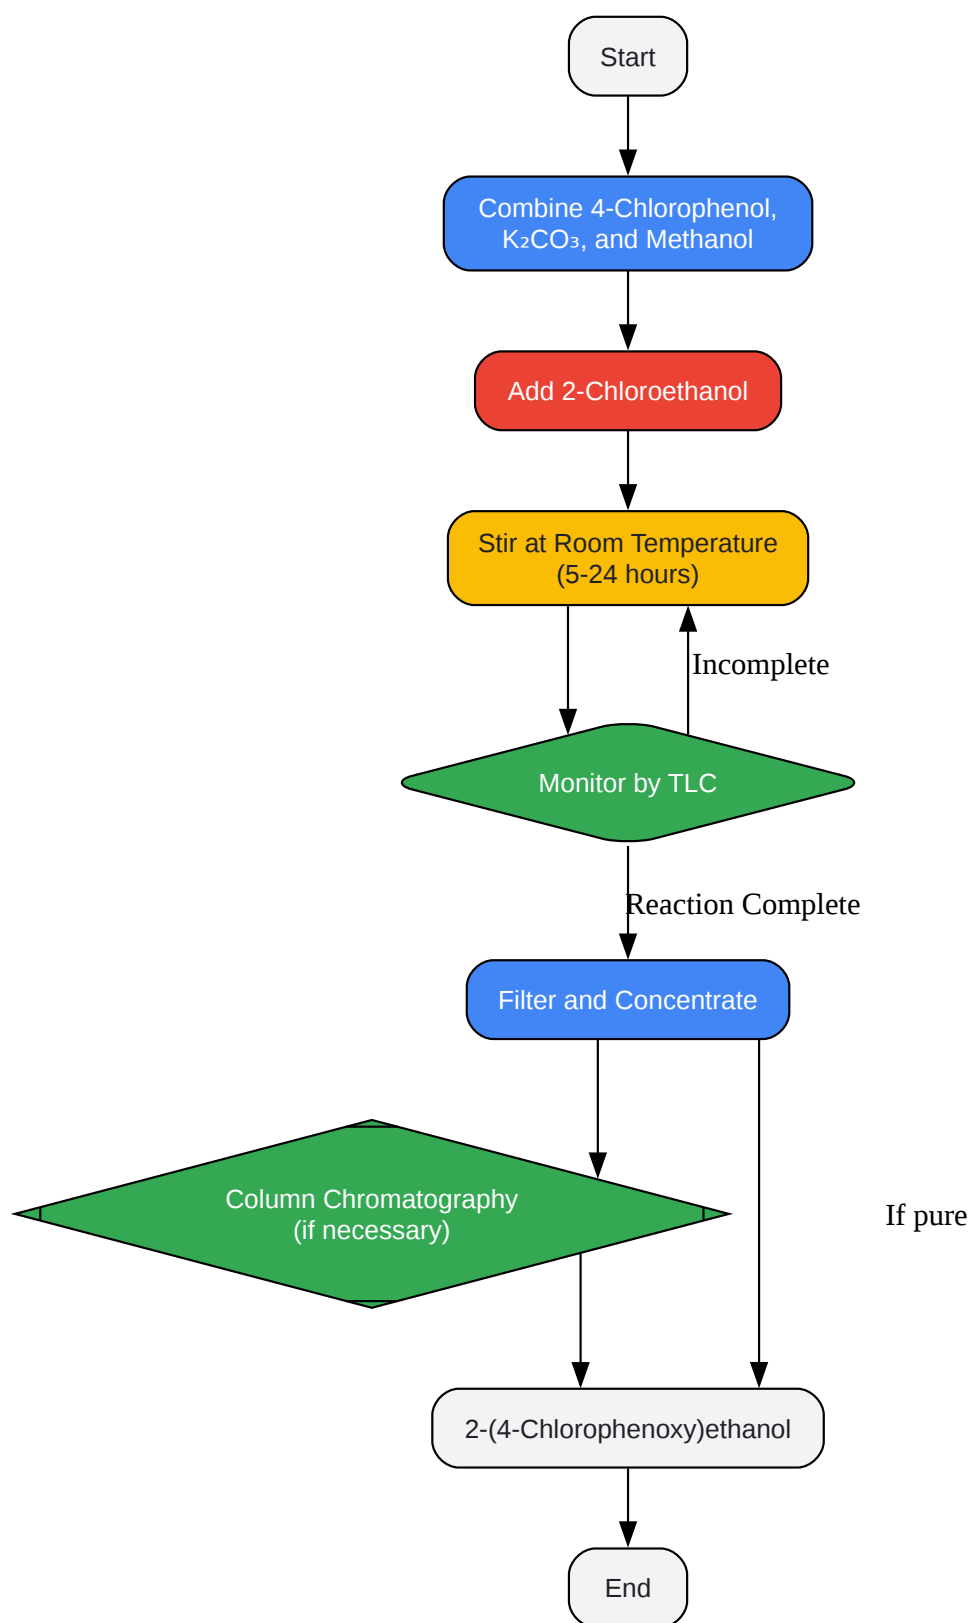 Start
Combine 4-Chlorophenol,
K₂CO₃, and Methanol
Add 2-Chloroethanol
Stir at Room Temperature
(5-24 hours)
Incomplete
Monitor by TLC
Reaction Complete
Filter and Concentrate
Column Chromatography
(if necessary)
If pure
2-(4-Chlorophenoxy)ethanol
End